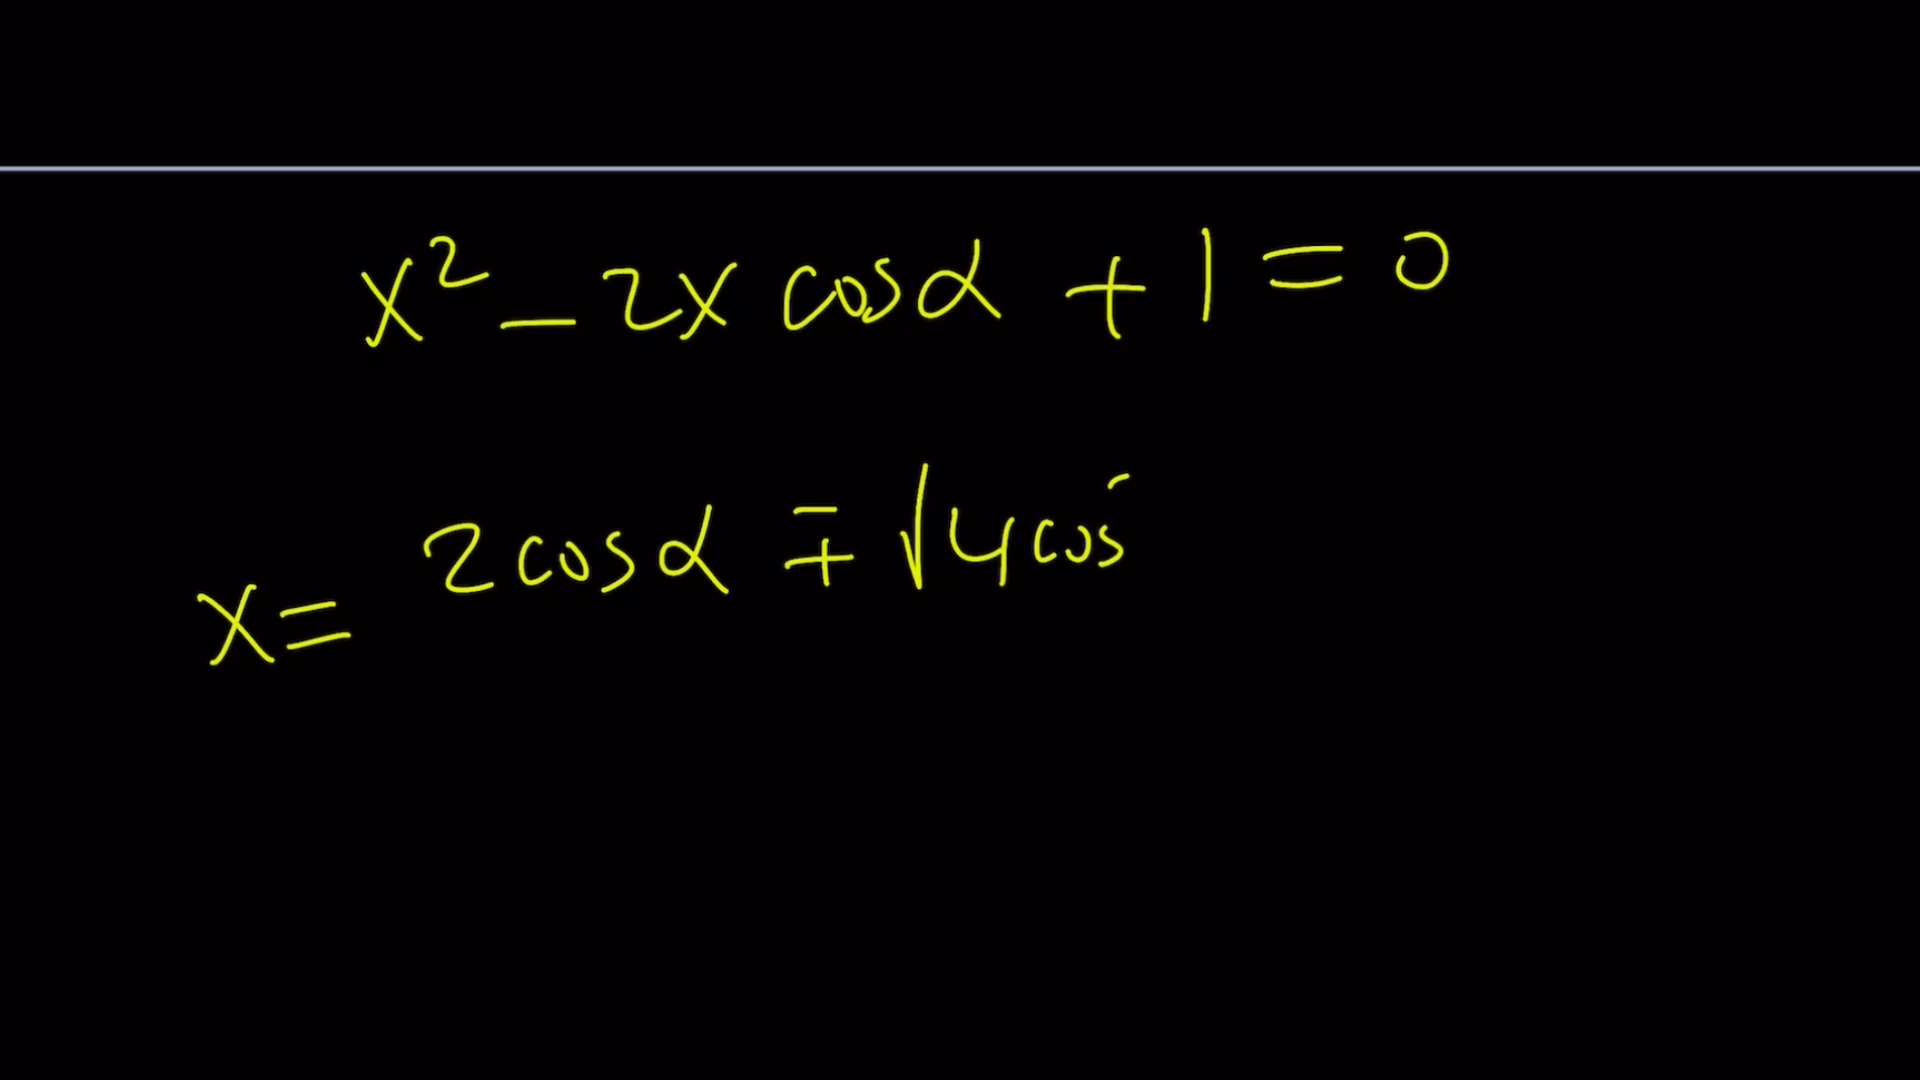 x² - 2x cosα + 1 = 0
x = 2cosα ∓ √4cos